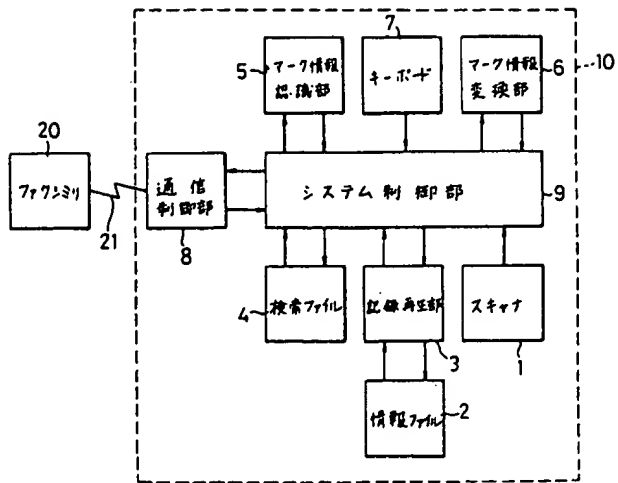 7
5
マーク情報
認識部
キーボード
マーク情報
変換部
6
10
20
ファクシミリ
21
通信
制御部
8
システム制御部
9
4
検索ファイル
記録再生部
3
スキャナ
1
情報ファイル
2